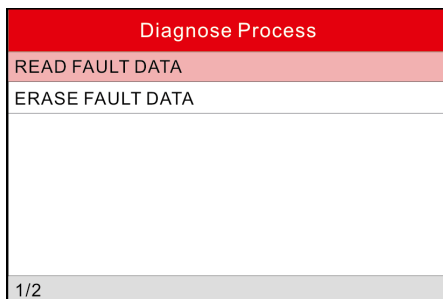 Diagnose Process
READ FAULT DATA
ERASE FAULT DATA
1/2